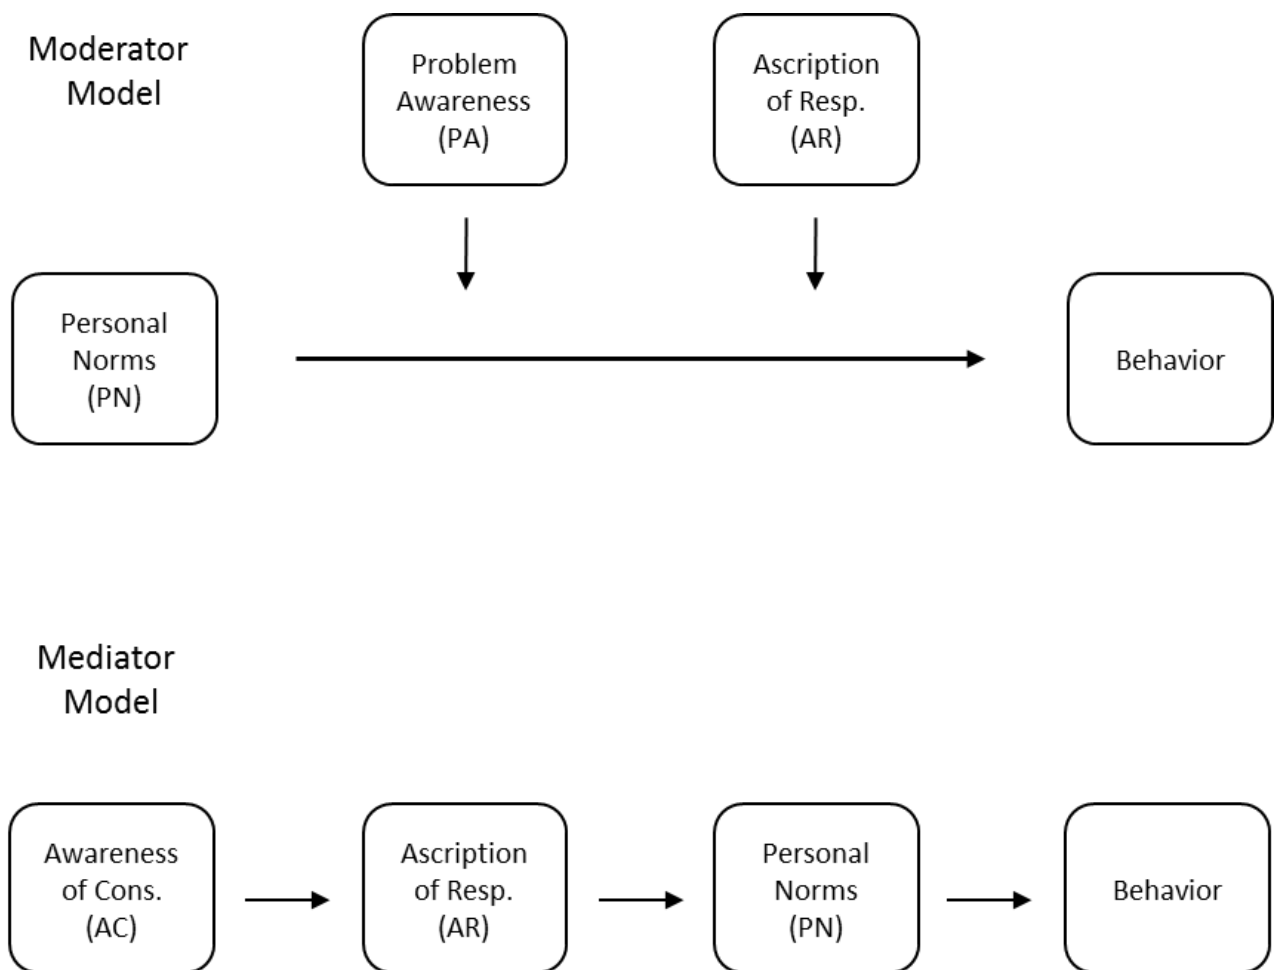 Moderator
Model
Problem
Awareness
(PA)
Ascription
of Resp.
(AR)
Personal
Norms
(PN)
Behavior
Mediator
Model
Awareness
of Cons.
(AC)
Ascription
of Resp.
(AR)
Personal
Norms
(PN)
Behavior